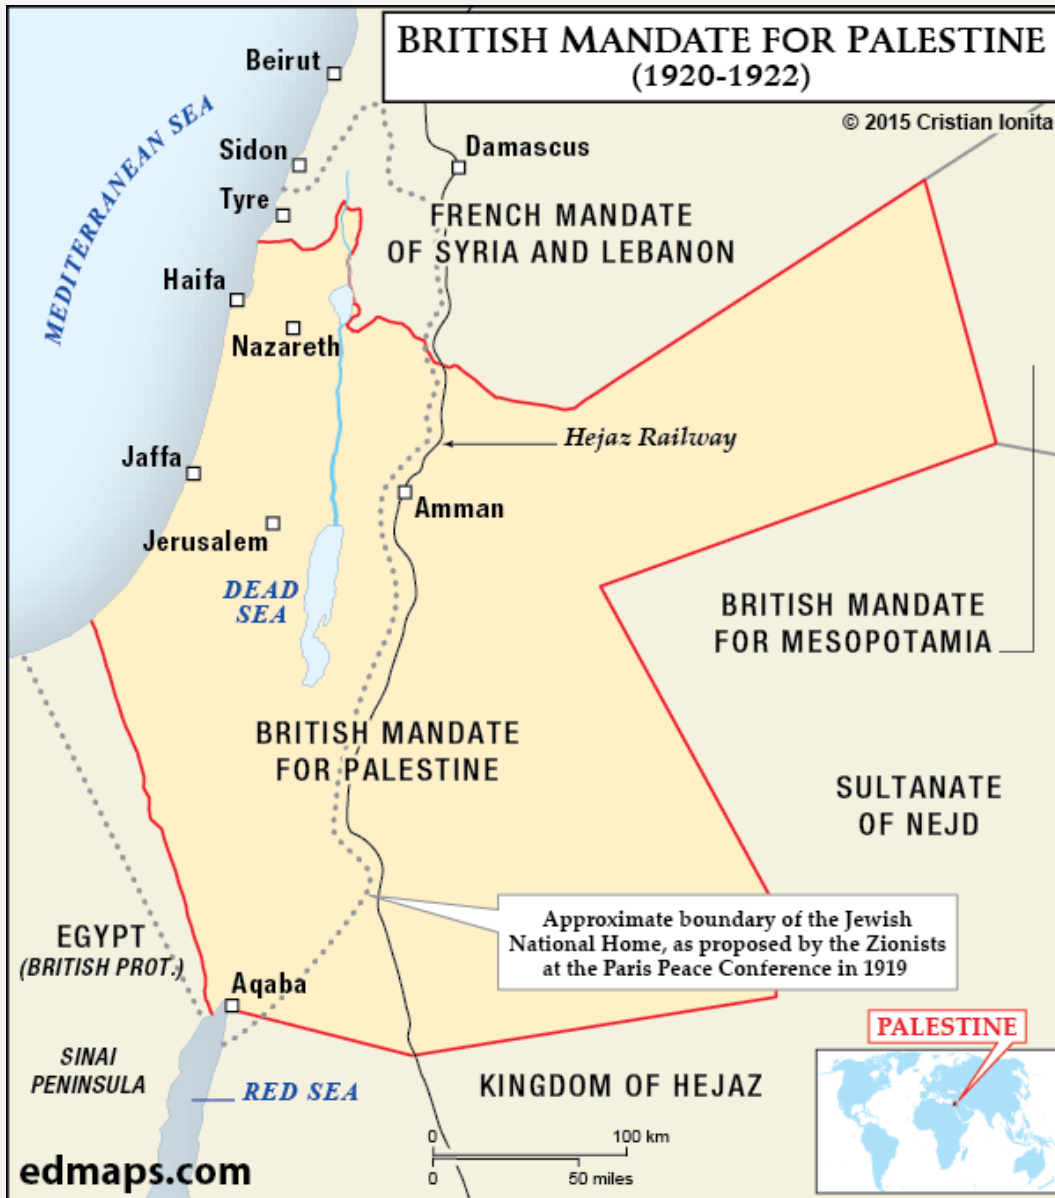 BRITISH MANDATE FOR PALESTINE
(1920-1922)
© 2015 Cristian Ionita
Beirut
MEDITERRANEAN SEA
Sidon
Damascus
Tyre
FRENCH MANDATE
OF SYRIA AND LEBANON
Haifa
Nazareth
Hejaz Railway
Jaffa
Amman
Jerusalem
DEAD
SEA
BRITISH MANDATE
FOR MESOPOTAMIA
BRITISH MANDATE
FOR PALESTINE
SULTANATE
OF NEJD
Approximate boundary of the Jewish
National Home, as proposed by the Zionists
at the Paris Peace Conference in 1919
EGYPT
(BRITISH PROT.)
Aqaba
PALESTINE
SINAI
PENINSULA
RED SEA
KINGDOM OF HEJAZ
0 100 km
0 50 miles
edmaps.com